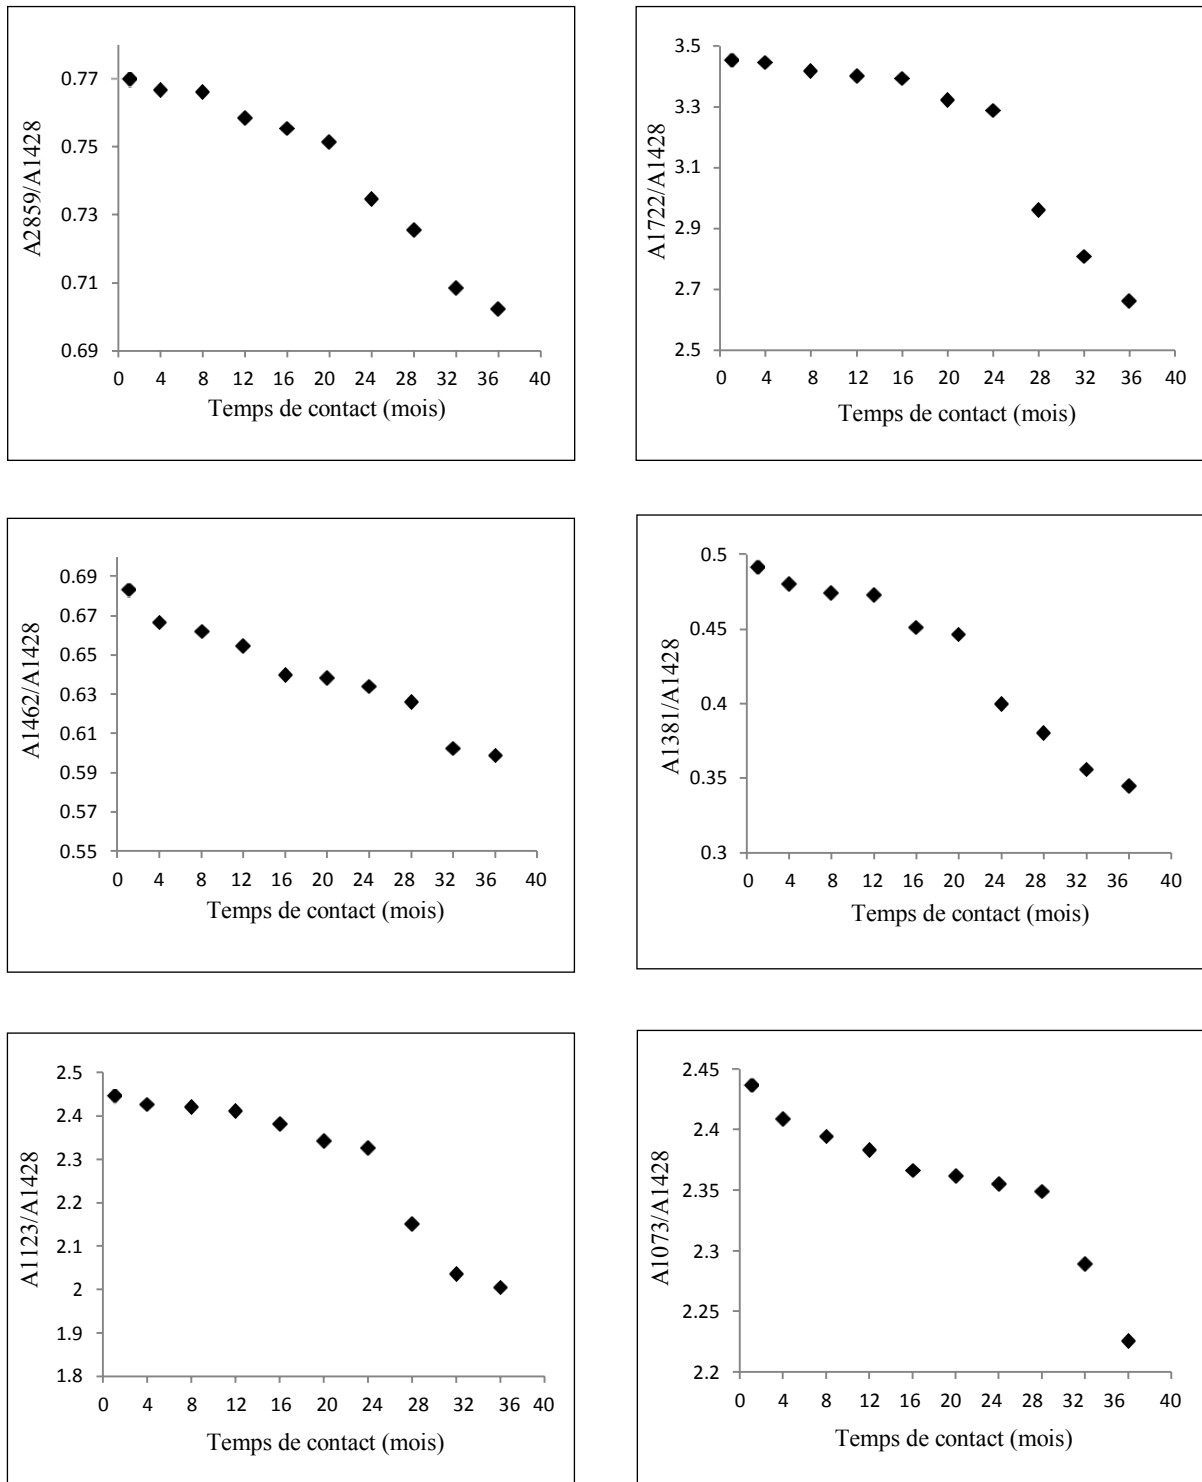 A2859/A1428
0.77
0.75
0.73
0.71
0.69
0 4 8 12 16 20 24 28 32 36 40
Temps de contact (mois)
A1722/A1428
3.5
3.3
3.1
2.9
2.7
2.5
0 4 8 12 16 20 24 28 32 36 40
Temps de contact (mois)
A1462/A1428
0.69
0.67
0.65
0.63
0.61
0.59
0.57
0.55
0 4 8 12 16 20 24 28 32 36 40
Temps de contact (mois)
A1381/A1428
0.5
0.45
0.4
0.35
0.3
0 4 8 12 16 20 24 28 32 36 40
Temps de contact (mois)
A1123/A1428
2.5
2.4
2.3
2.2
2.1
2
1.9
1.8
0 4 8 12 16 20 24 28 32 36 40
Temps de contact (mois)
A1073/A1428
2.45
2.4
2.35
2.3
2.25
2.2
0 4 8 12 16 20 24 28 32 36 40
Temps de contact (mois)